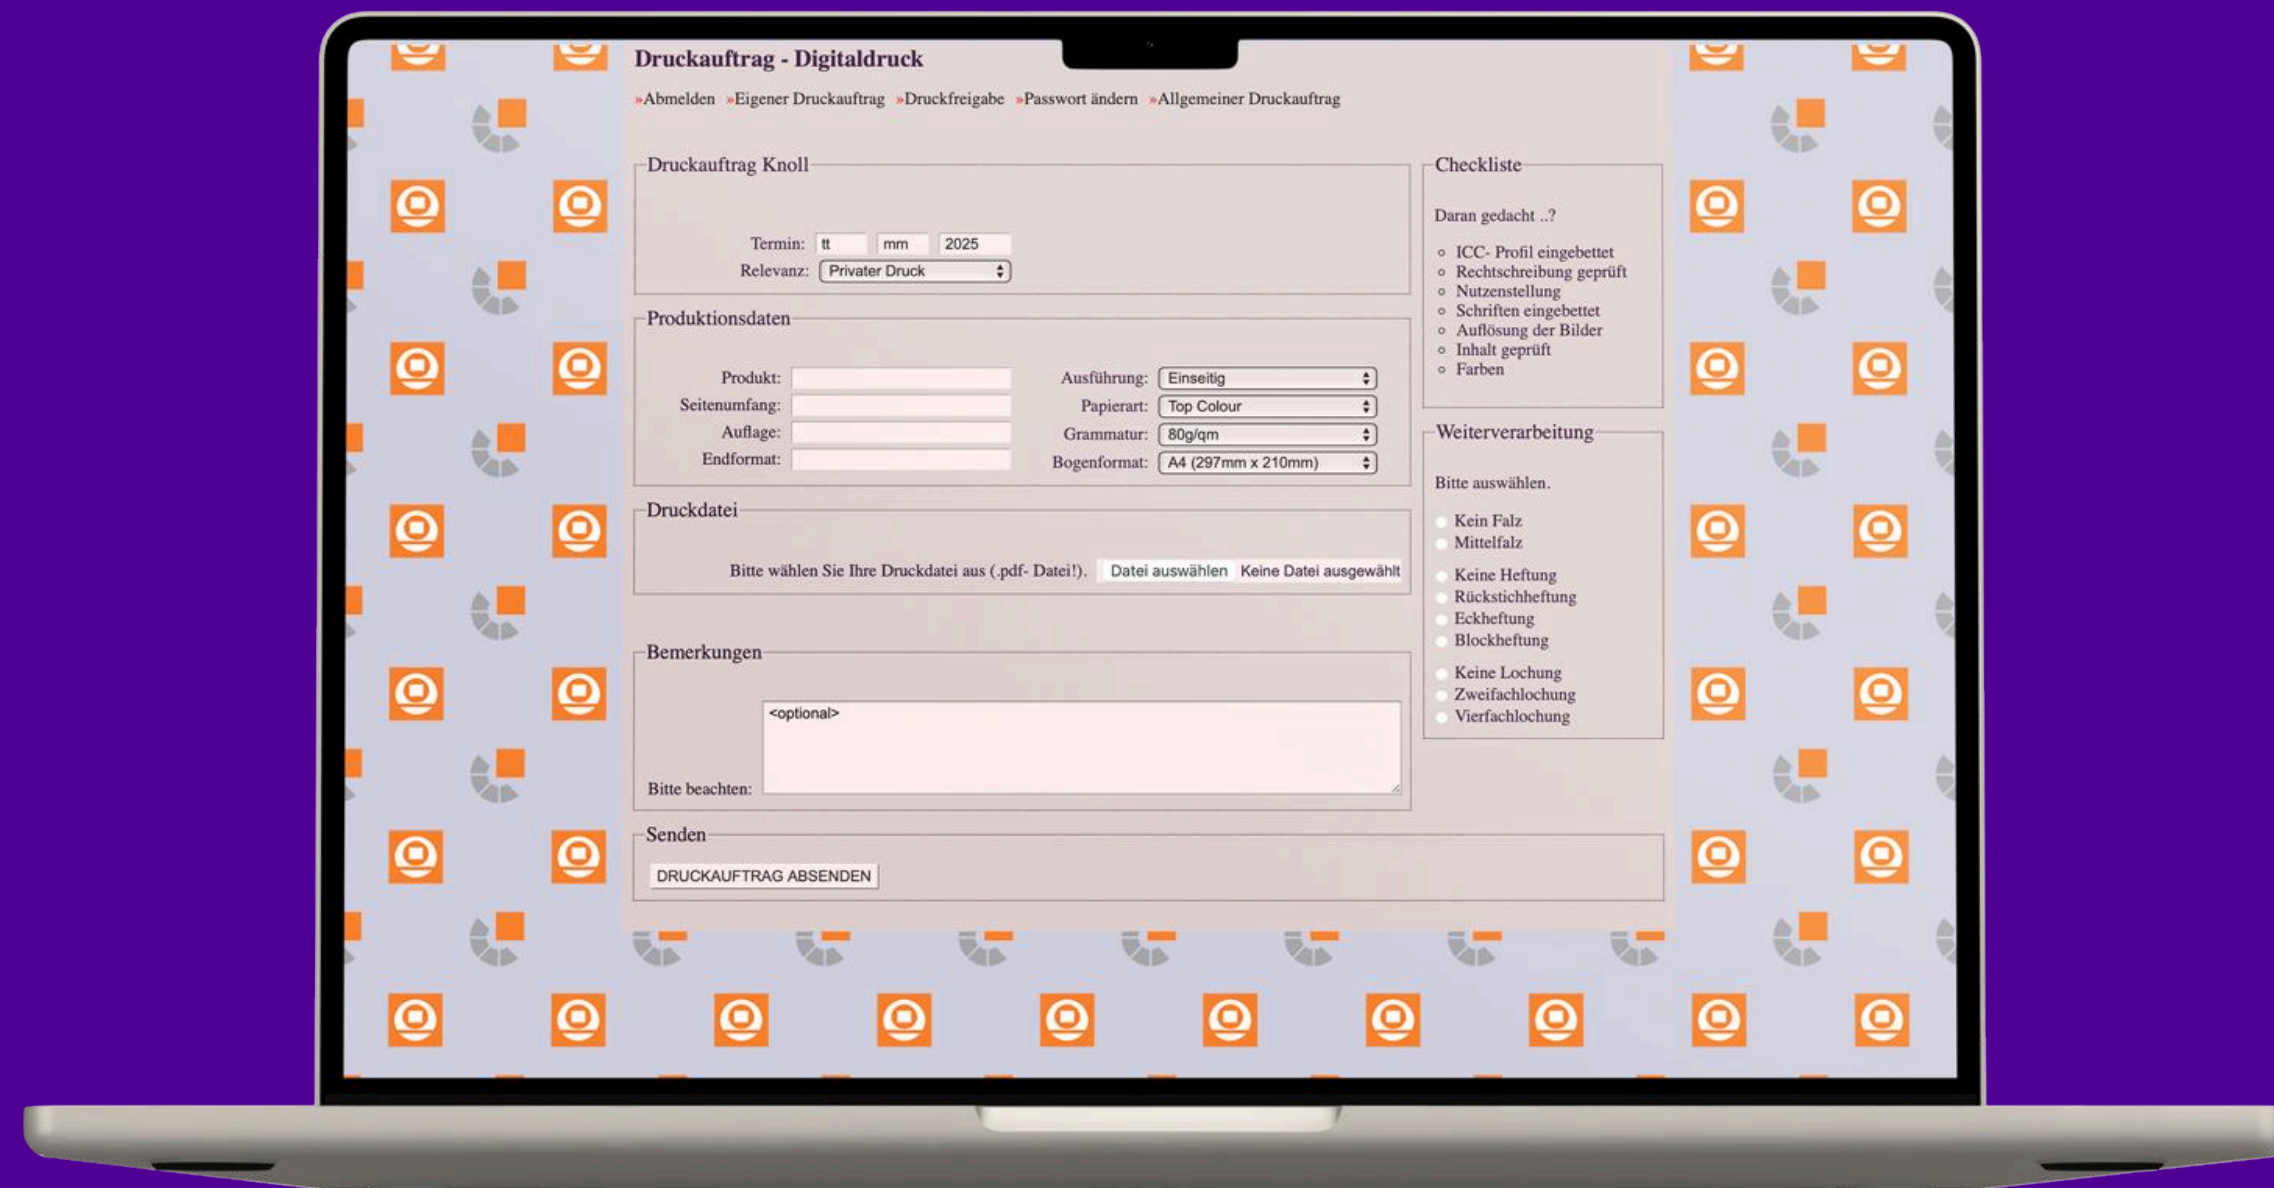 Druckauftrag - Digitaldruck
»Abmelden »Eigener Druckauftrag »Druckfreigabe »Passwort ändern »Allgemeiner Druckauftrag
Druckauftrag Knoll
Termin: tt mm 2025
Relevanz: Privater Druck
Produktionsdaten
Produkt:
Seitenumfang:
Auflage:
Endformat:
Ausführung: Einseitig
Papierart: Top Colour
Grammatur: 80g/qm
Bogenformat: A4 (297mm x 210mm)
Druckdatei
Bitte wählen Sie Ihre Druckdatei aus (.pdf- Datei!). Datei auswählen Keine Datei ausgewählt
Bemerkungen
<optional>
Bitte beachten:
Senden
DRUCKAUFTRAG ABSENDEN
Checkliste
Daran gedacht ..?
ICC- Profil eingebettet
Rechtschreibung geprüft
Nutzenstellung
Schriften eingebettet
Auflösung der Bilder
Inhalt geprüft
Farben
Weiterverarbeitung
Bitte auswählen.
Kein Falz
Mittelfalz
Keine Heftung
Rückstichheftung
Eckheftung
Blockheftung
Keine Lochung
Zweifachlochung
Vierfachlochung